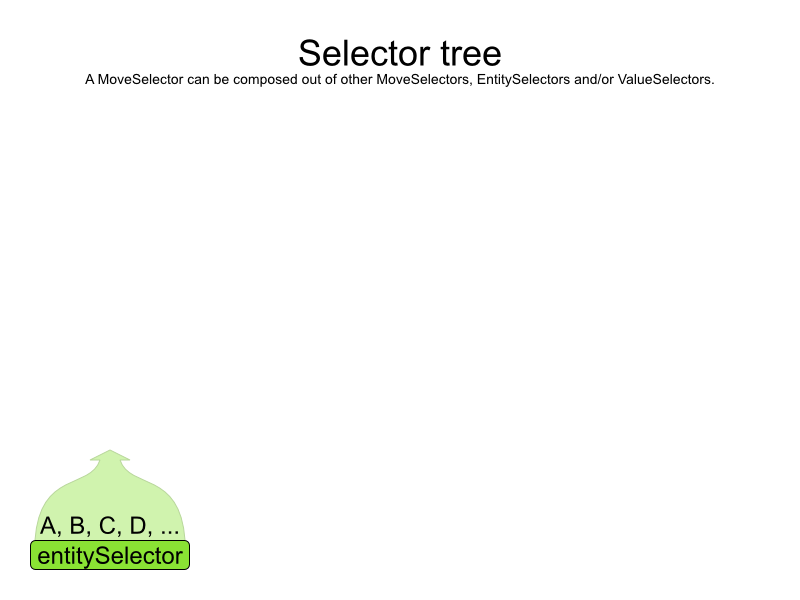 Selector tree
A MoveSelector can be composed out of other MoveSelectors, EntitySelectors and/or ValueSelectors.
A, B, C, D, ...
entitySelector